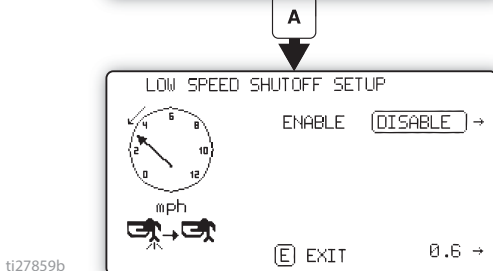 A
LOW SPEED SHUTOFF SETUP
6
4 8
2 10
0 12
ENABLE DISABLE →
mph
E EXIT 0.6 →
ti27859b